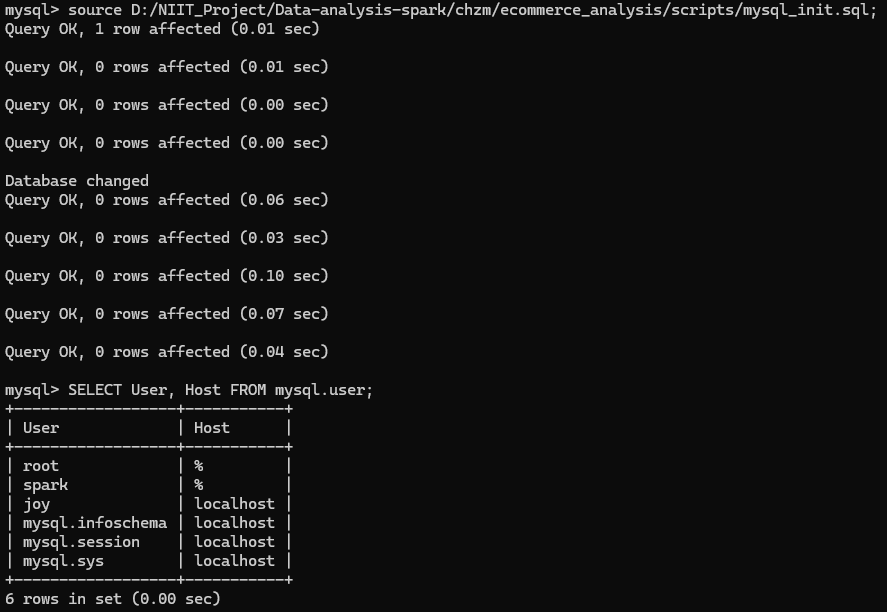 mysql> source D:/NIIT_Project/Data-analysis-spark/chzm/ecommerce_analysis/scripts/mysql_init.sql;
Query OK, 1 row affected (0.01 sec)
Query OK, 0 rows affected (0.01 sec)
Query OK, 0 rows affected (0.00 sec)
Query OK, 0 rows affected (0.00 sec)
Database changed
Query OK, 0 rows affected (0.06 sec)
Query OK, 0 rows affected (0.03 sec)
Query OK, 0 rows affected (0.10 sec)
Query OK, 0 rows affected (0.07 sec)
Query OK, 0 rows affected (0.04 sec)
mysql> SELECT User, Host FROM mysql.user;
+------------------+-----------+
| User             | Host      |
+------------------+-----------+
| root             | %         |
| spark            | %         |
| joy              | localhost |
| mysql.infoschema | localhost |
| mysql.session    | localhost |
| mysql.sys        | localhost |
+------------------+-----------+
6 rows in set (0.00 sec)